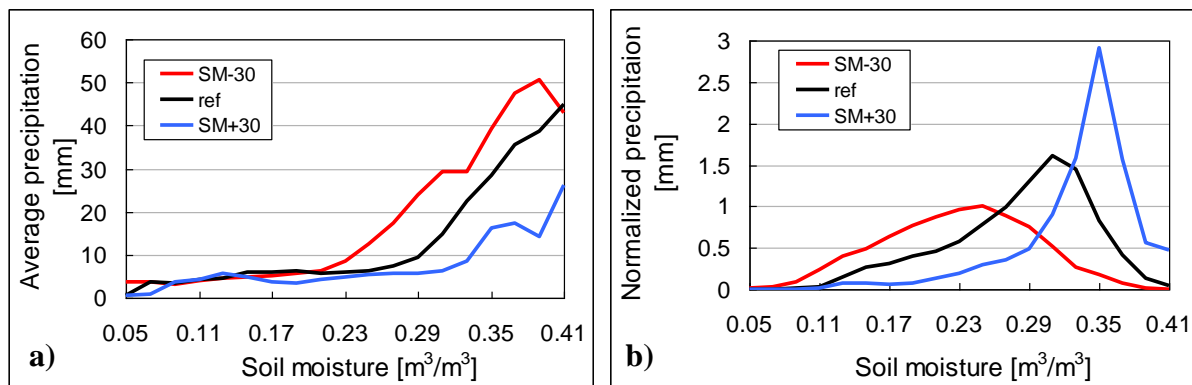 Average precipitation
[mm]
60
50
40
30
20
10
0
SM-30
ref
SM+30
0.05 0.11 0.17 0.23 0.29 0.35 0.41
a)
Soil moisture [m³/m³]
Normalized precipitaion
[mm]
3
2.5
2
1.5
1
0.5
0
SM-30
ref
SM+30
0.05 0.11 0.17 0.23 0.29 0.35 0.41
b)
Soil moisture [m³/m³]